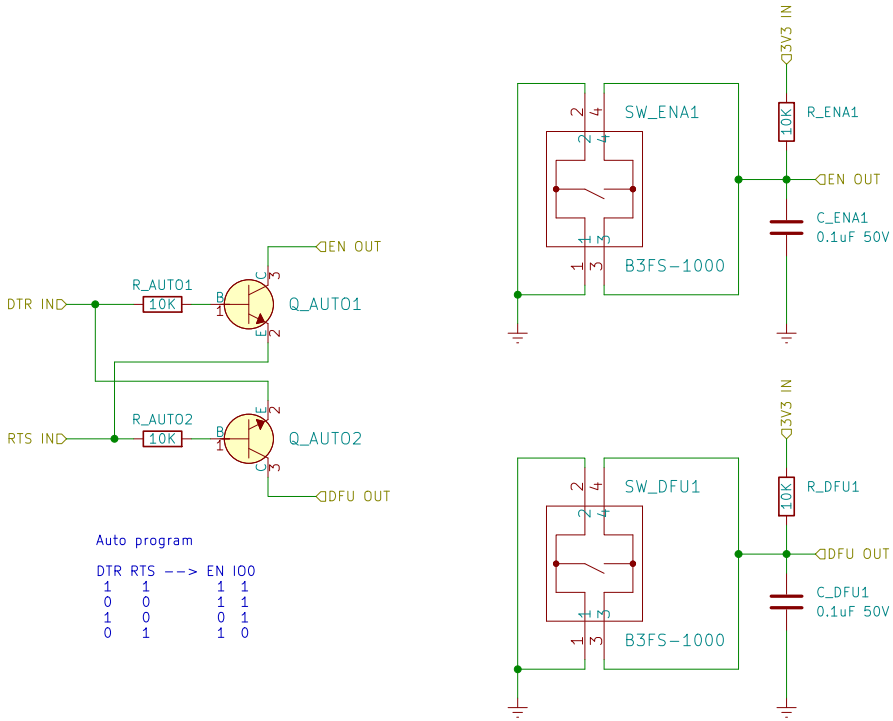 3V3 IN
SW_ENA1
2
4
2
4
R_ENA1
10K
EN OUT
C_ENA1
0.1uF 50V
1
3
1
3
B3FS-1000
EN OUT
R_AUTO1
10K
DTR IN
B
1
C
3
E
2
Q_AUTO1
R_AUTO2
10K
RTS IN
B
1
E
2
C
3
Q_AUTO2
DFU OUT
3V3 IN
SW_DFU1
2
4
2
4
R_DFU1
10K
DFU OUT
C_DFU1
0.1uF 50V
1
3
1
3
B3FS-1000
Auto program
DTR RTS --> EN IO0
1 1 1 1
0 0 1 1
1 0 0 1
0 1 1 0